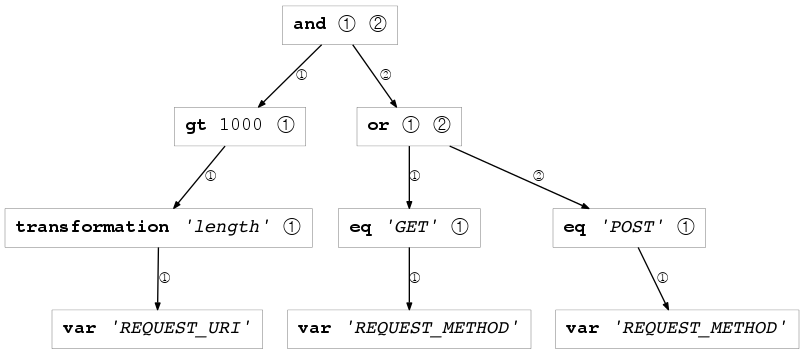 and ① ②
① ②
gt 1000 ① or ① ②
① ① ②
transformation 'length' ① eq 'GET' ① eq 'POST' ①
① ① ①
var 'REQUEST_URI' var 'REQUEST_METHOD' var 'REQUEST_METHOD'